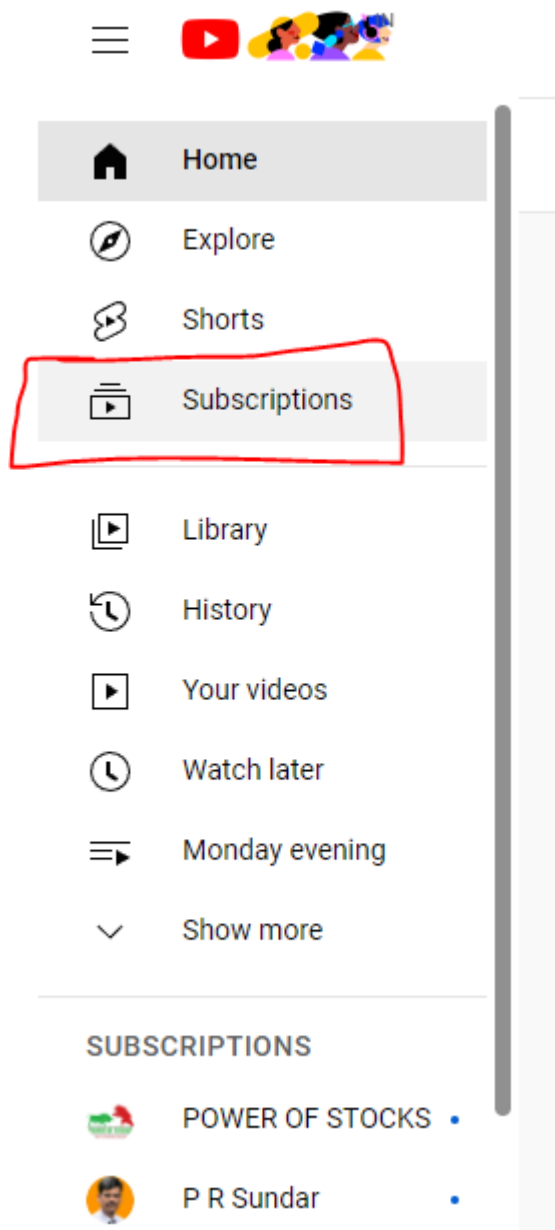 IN
Home
Explore
Shorts
Subscriptions
Library
History
Your videos
Watch later
Monday evening
Show more
SUBSCRIPTIONS
POWER OF STOCKS
P R Sundar